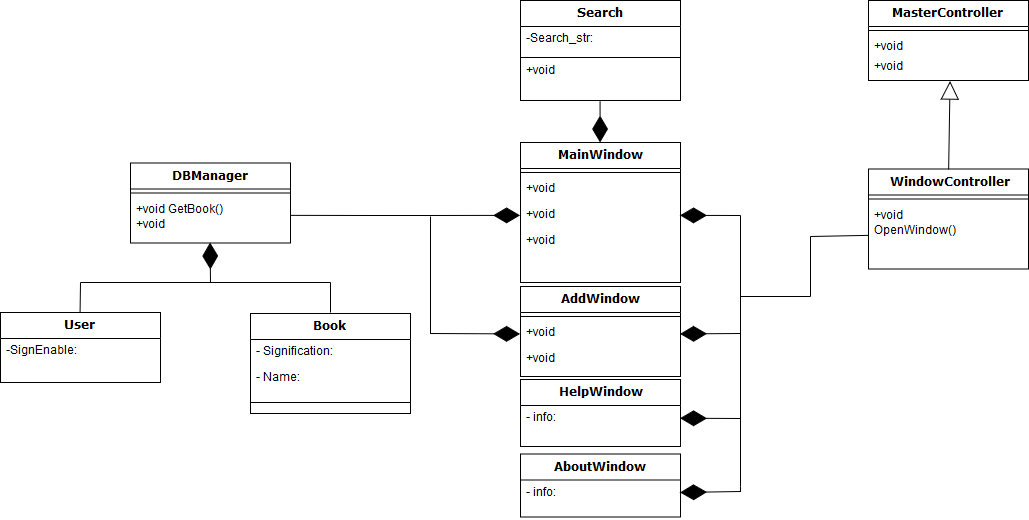 Search
-Search_str:
+void
MasterController
+void
+void
MainWindow
+void
+void
+void
DBManager
+void GetBook()
+void
WindowController
+void
OpenWindow()
AddWindow
+void
+void
User
-SignEnable:
Book
- Signification:
- Name:
HelpWindow
- info:
AboutWindow
- info: